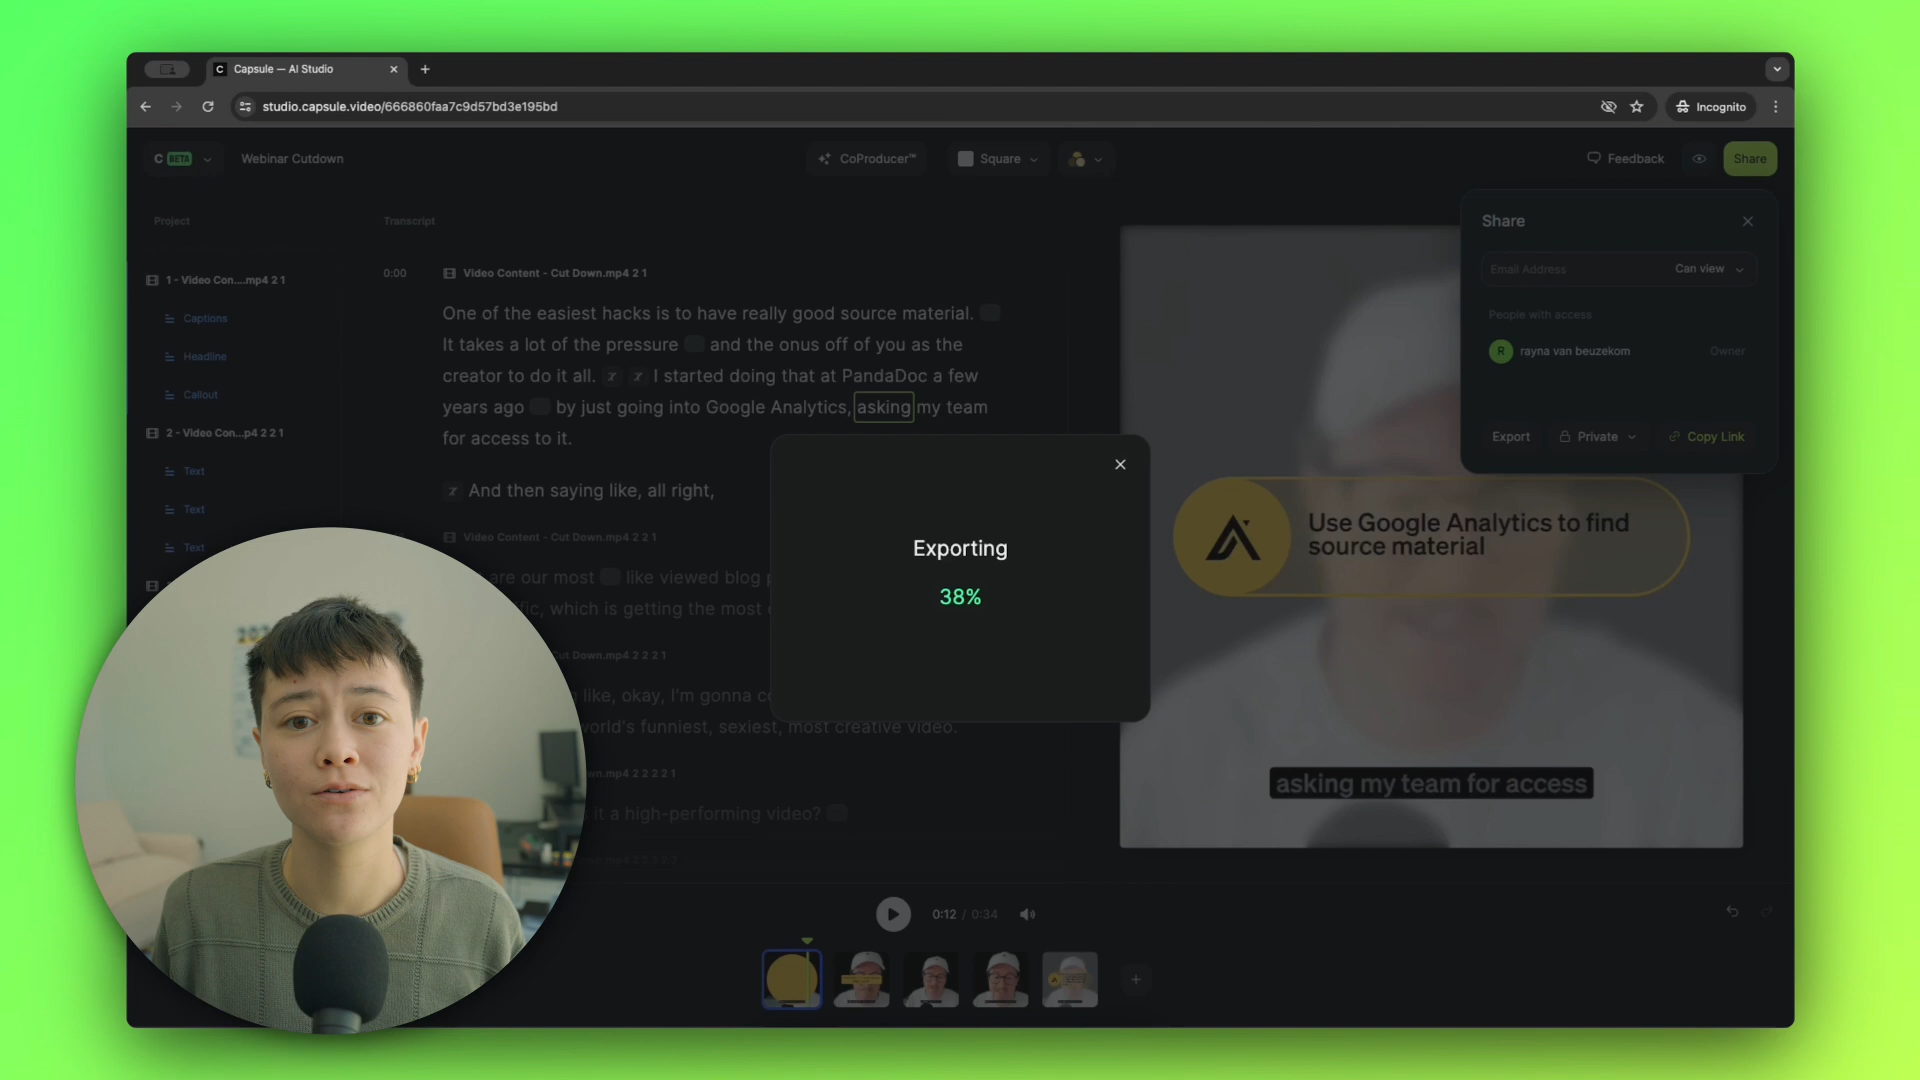 C Capsule — AI Studio
studio.capsule.video/666860faa7c9d57bd3e195bd
Incognito
C BETA
Webinar Cutdown
CoProducer™
Square
Feedback
Share
Project
Transcript
1 - Video Con....mp4 2 1
Captions
Headline
Callout
2 - Video Con...p4 2 2 1
Text
Text
Text
0:00
Video Content - Cut Down.mp4 2 1
One of the easiest hacks is to have really good source material.
It takes a lot of the pressure and the onus off of you as the
creator to do it all. I started doing that at PandaDoc a few
years ago by just going into Google Analytics, asking my team
for access to it.
And then saying like, all right,
Video Content - Cut Down.mp4 2 2 1
are our most like viewed blog
which is getting the most
Cut Down.mp4 2 2 2 1
like, okay, I'm gonna
world's funniest, sexiest, most creative video.
wn.mp4 2 2 2 2 1
it a high-performing video?
Exporting
38%
Share
Email Address
Can view
People with access
R
rayna van beuzekom
Owner
Export
Private
Copy Link
Use Google Analytics to find
source material
asking my team for access
0:12 / 0:34